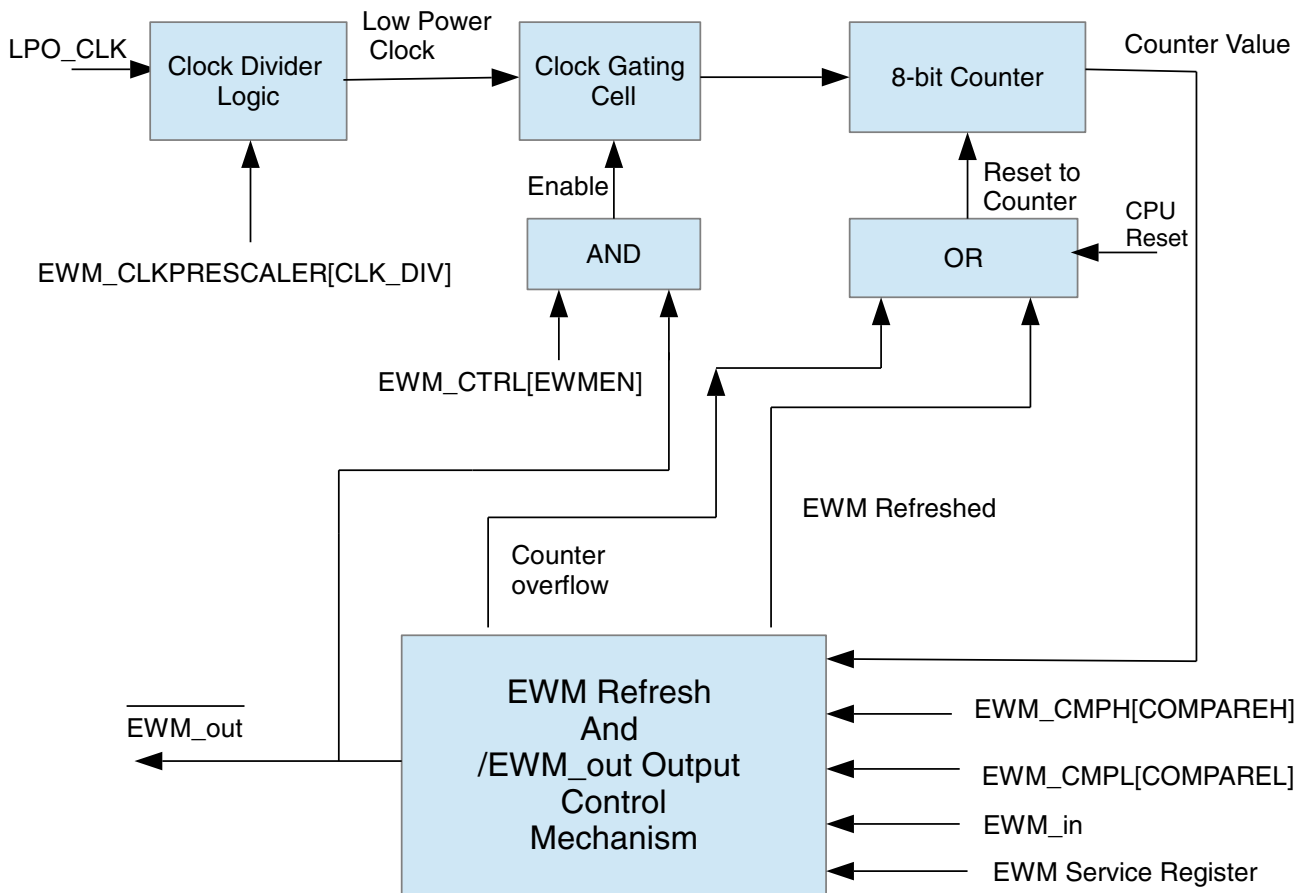 LPO_CLK
Clock Divider
Logic
Low Power
Clock
Clock Gating
Cell
8-bit Counter
Counter Value
Enable
Reset to
Counter
CPU
Reset
AND
OR
EWM_CLKPRESCALER[CLK_DIV]
EWM_CTRL[EWMEN]
EWM Refreshed
Counter
overflow
EWM_out
EWM Refresh
And
/EWM_out Output
Control
Mechanism
EWM_CMPH[COMPAREH]
EWM_CMPL[COMPAREL]
EWM_in
EWM Service Register